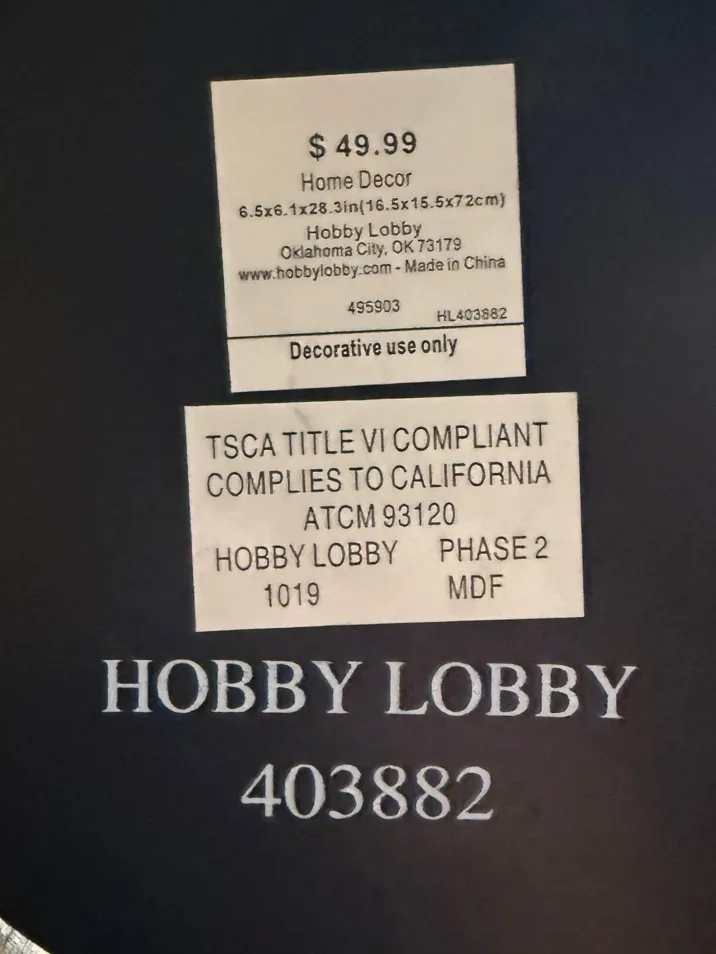 $ 49.99
Home Decor
6.5x6.1x28.3in(16.5x15.5x72cm)
Hobby Lobby
Oklahoma City, OK 73179
www.hobbylobby.com - Made in China
495903 HL403882
Decorative use only
TSCA TITLE VI COMPLIANT
COMPLIES TO CALIFORNIA
ATCM 93120
HOBBY LOBBY PHASE 2
1019 MDF
HOBBY LOBBY
403882